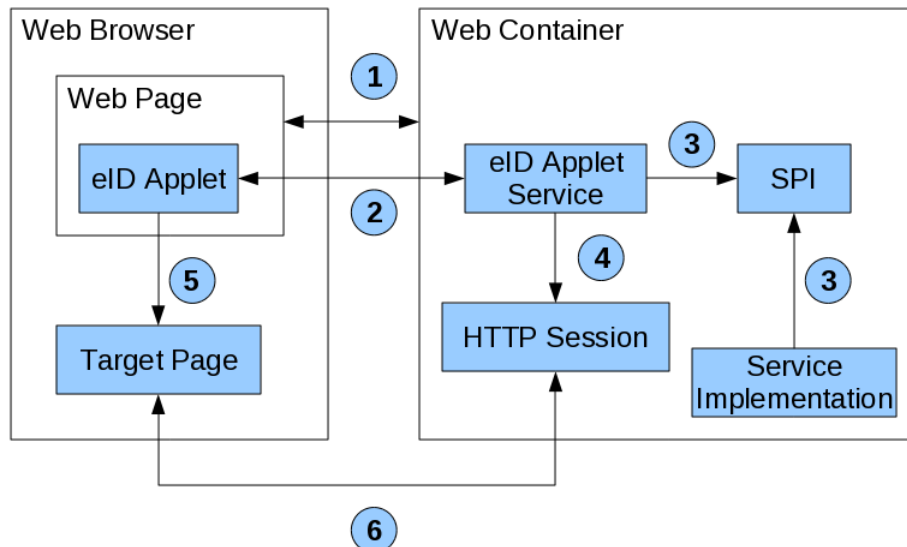 Web Browser
Web Container
Web Page
1
eID Applet
2
eID Applet
Service
3
SPI
5
4
3
Target Page
HTTP Session
Service
Implementation
6